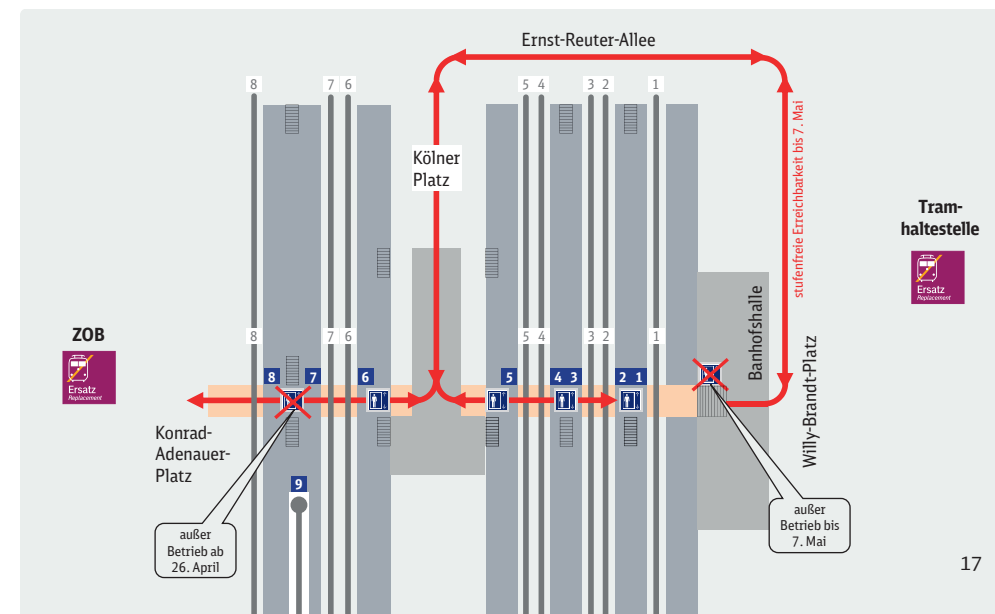 Ernst-Reuter-Allee
8
7 6
5 4
3 2
1
Kölner
Platz
stufenfreie Erreichbarkeit bis 7. Mai
Tram-
haltestelle
Ersatz
Replacement
ZOB
Ersatz
Replacement
8
7 6
5 4
3 2
1
Banhofshalle
Willy-Brandt-Platz
8 7
6
5
4 3
2 1
Konrad-
Adenauer-
Platz
9
außer
Betrieb ab
26. April
außer
Betrieb bis
7. Mai
17